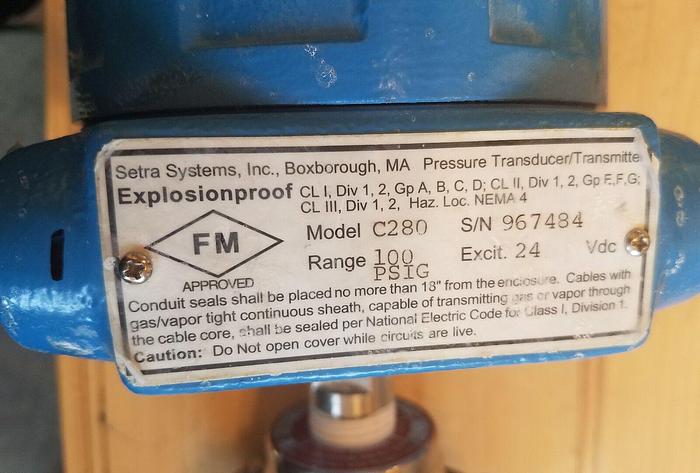 Setra Systems, Inc., Boxborough, MA Pressure Transducer/Transmitte
Explosionproof CL I, Div 1, 2, Gp A, B, C, D; CL II, Div 1, 2, Gp E,F,G;
CL III, Div 1, 2, Haz. Loc. NEMA 4
FM
APPROVED
Model C280 S/N 967484
Range 100 PSIG Excit. 24 Vdc
Conduit seals shall be placed no more than 18" from the enclosure. Cables with
gas/vapor tight continuous sheath, capable of transmitting gas or vapor through
the cable core, shall be sealed per National Electric Code for Class I, Division 1.
Caution: Do Not open cover while circuits are live.